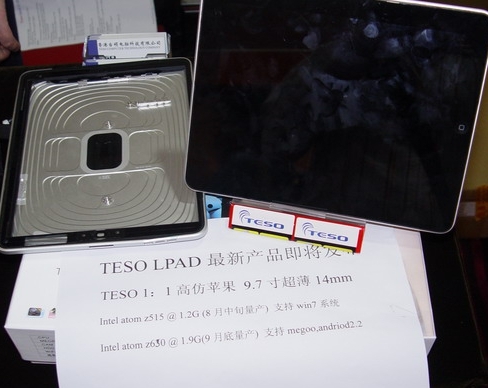 TESO
TESO
TESO LPAD 最新产品即将发
TESO 1：1 高仿苹果 9.7 寸超薄 14mm
Intel atom z515 @ 1.2G (8 月中旬量产) 支持 win7 系统
Intel atom z630 @ 1.9G(9 月底量产) 支持 megoo,andriod2.2